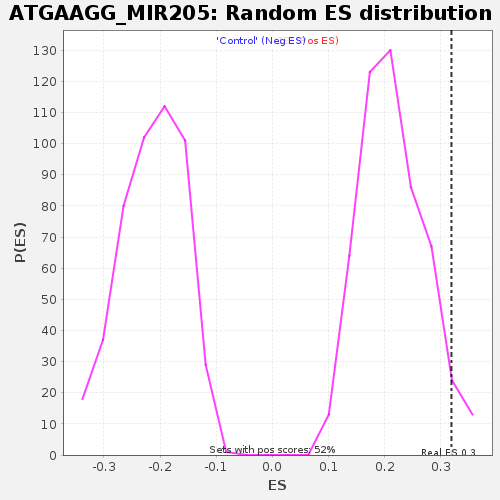 ATGAAGG_MIR205: Random ES distribution
'Control' (Neg ES) os ES)
130
120
110
100
90
80
70
60
50
40
30
20
10
0
P(ES)
Sets with pos scores: 52%
Real ES 0.3
-0.3 -0.2 -0.1 0.0 0.1 0.2 0.3
ES